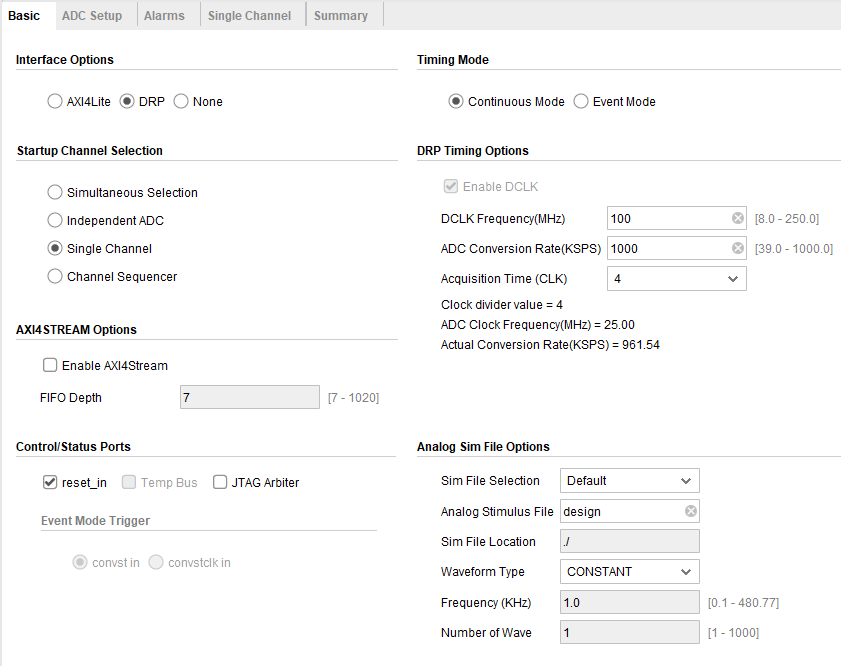 Basic ADC Setup Alarms Single Channel Summary
Interface Options
AXI4Lite DRP None
Timing Mode
Continuous Mode Event Mode
Startup Channel Selection
Simultaneous Selection
Independent ADC
Single Channel
Channel Sequencer
DRP Timing Options
Enable DCLK
DCLK Frequency(MHz) 100 [8.0 - 250.0]
ADC Conversion Rate(KSPS) 1000 [39.0 - 1000.0]
Acquisition Time (CLK) 4
Clock divider value = 4
ADC Clock Frequency(MHz) = 25.00
Actual Conversion Rate(KSPS) = 961.54
AXI4STREAM Options
Enable AXI4Stream
FIFO Depth 7 [7 - 1020]
Control/Status Ports
reset_in Temp Bus JTAG Arbiter
Event Mode Trigger
convst in convstclk in
Analog Sim File Options
Sim File Selection Default
Analog Stimulus File design
Sim File Location ./
Waveform Type CONSTANT
Frequency (KHz) 1.0 [0.1 - 480.77]
Number of Wave 1 [1 - 1000]